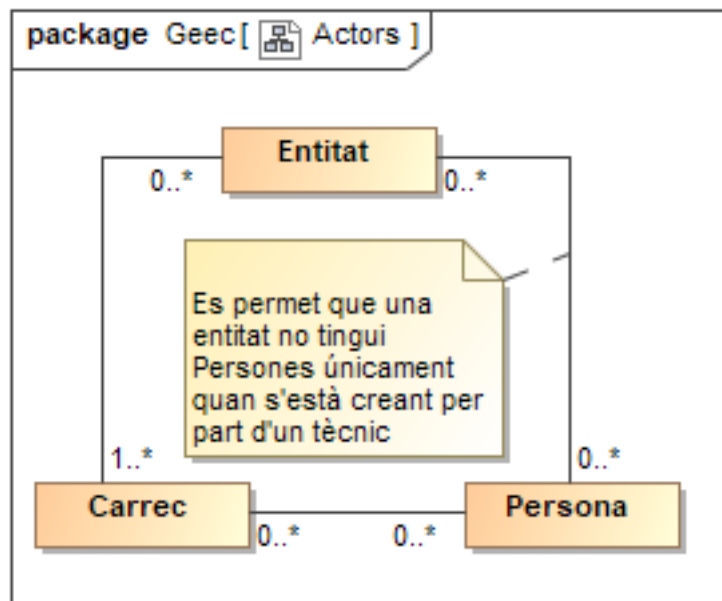 package Geec[ Actors ]
Entitat
0..*
0..*
Es permet que una
entitat no tingui
Persones únicament
quan s'està creant per
part d'un tècnic
1..*
0..*
Carrec
Persona
0..*
0..*